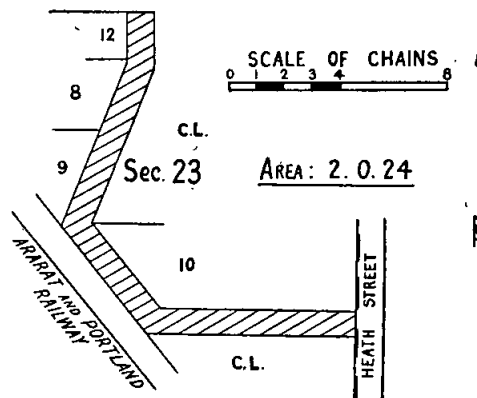 12
SCALE OF CHAINS
0 1 2 3 4 8
8
C.L.
9
Sec. 23
AREA: 2.0.24
10
ARARAT AND PORTLAND
RAILWAY
HEATH STREET
C.L.